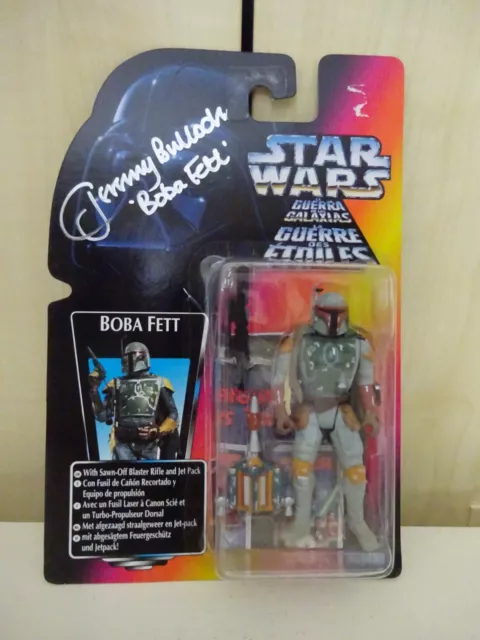 Jeremy Bulloch
'Boba Fett'
STAR
WARS
LA GUERRA
DE LAS
GALAXIAS
LA GUERRE
DES
ÉTOILES
BOBA FETT
With Sawn-Off Blaster Rifle and Jet Pack
Con Fusil de Cañón Recortado y
Equipo de propulsión
Avec un Fusil Laser à Canon Scié et
un Turbo-Propulseur Dorsal
Met afgezaagd straalgeweer en Jet-pack
mit abgesägtem Feuergeschütz
und Jetpack!